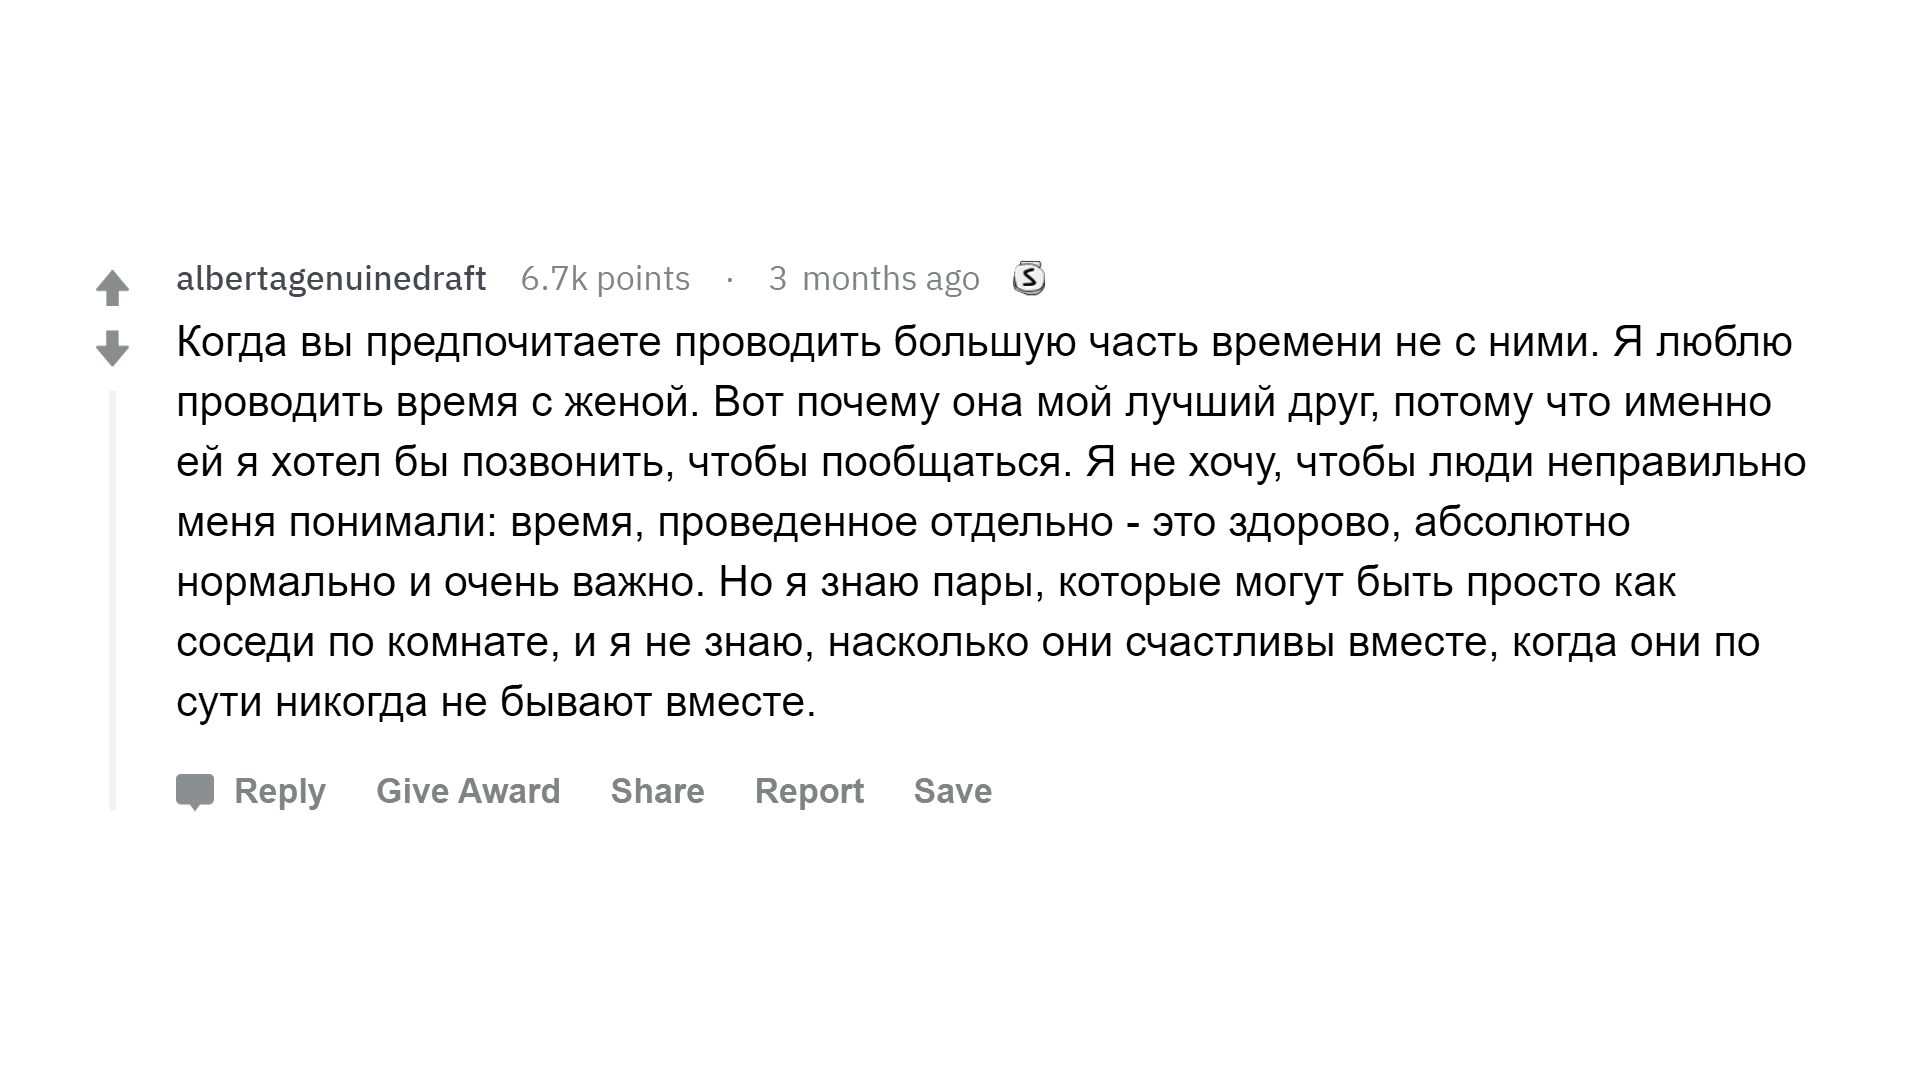 albertagenuinedraft 6.7k points · 3 months ago S
Когда вы предпочитаете проводить большую часть времени не с ними. Я люблю
проводить время с женой. Вот почему она мой лучший друг, потому что именно
ей я хотел бы позвонить, чтобы пообщаться. Я не хочу, чтобы люди неправильно
меня понимали: время, проведенное отдельно - это здорово, абсолютно
нормально и очень важно. Но я знаю пары, которые могут быть просто как
соседи по комнате, и я не знаю, насколько они счастливы вместе, когда они по
сути никогда не бывают вместе.
Reply Give Award Share Report Save